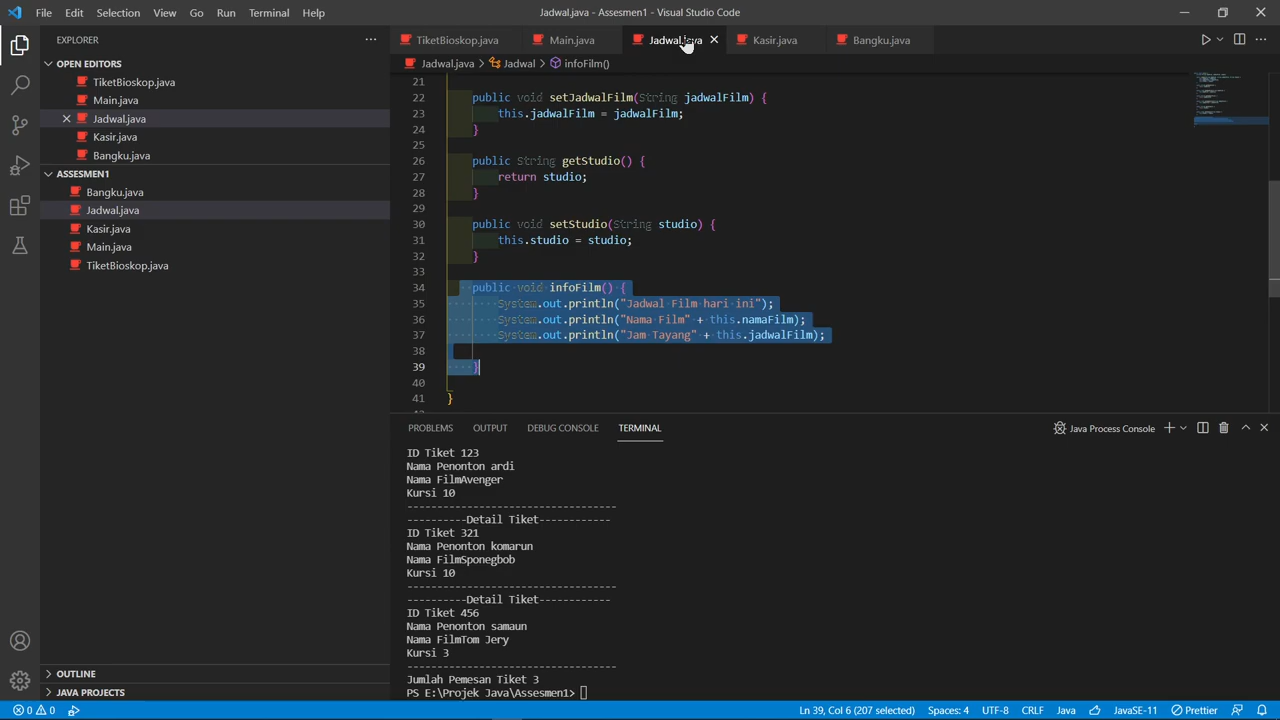 File Edit Selection View Go Run Terminal Help Jadwal.java - Assesmen1 - Visual Studio Code
EXPLORER
OPEN EDITORS
TiketBioskop.java
Main.java
Jadwal.java
Kasir.java
Bangku.java
ASSESMEN1
Bangku.java
Jadwal.java
Kasir.java
Main.java
TiketBioskop.java
OUTLINE
JAVA PROJECTS
TiketBioskop.java Main.java Jadwal.java Kasir.java Bangku.java
Jadwal.java > Jadwal > infoFilm()
21
22 public void setJadwalFilm(String jadwalFilm) {
23 this.jadwalFilm = jadwalFilm;
24 }
25
26 public String getStudio() {
27 return studio;
28 }
29
30 public void setStudio(String studio) {
31 this.studio = studio;
32 }
33
34 public void infoFilm() {
35 System.out.println("Jadwal Film hari ini");
36 System.out.println("Nama Film" + this.namaFilm);
37 System.out.println("Jam Tayang" + this.jadwalFilm);
38
39 }
40
41 }
PROBLEMS OUTPUT DEBUG CONSOLE TERMINAL Java Process Console
ID Tiket 123
Nama Penonton ardi
Nama FilmAvenger
Kursi 10
-----------------------------------
----------Detail Tiket------------
ID Tiket 321
Nama Penonton komarun
Nama FilmSponegbob
Kursi 10
-----------------------------------
----------Detail Tiket------------
ID Tiket 456
Nama Penonton samaun
Nama FilmTom Jery
Kursi 3
-----------------------------------
Jumlah Pemesan Tiket 3
PS E:\Projek Java\Assesmen1>
0 0 Ln 39, Col 6 (207 selected) Spaces: 4 UTF-8 CRLF Java JavaSE-11 Prettier